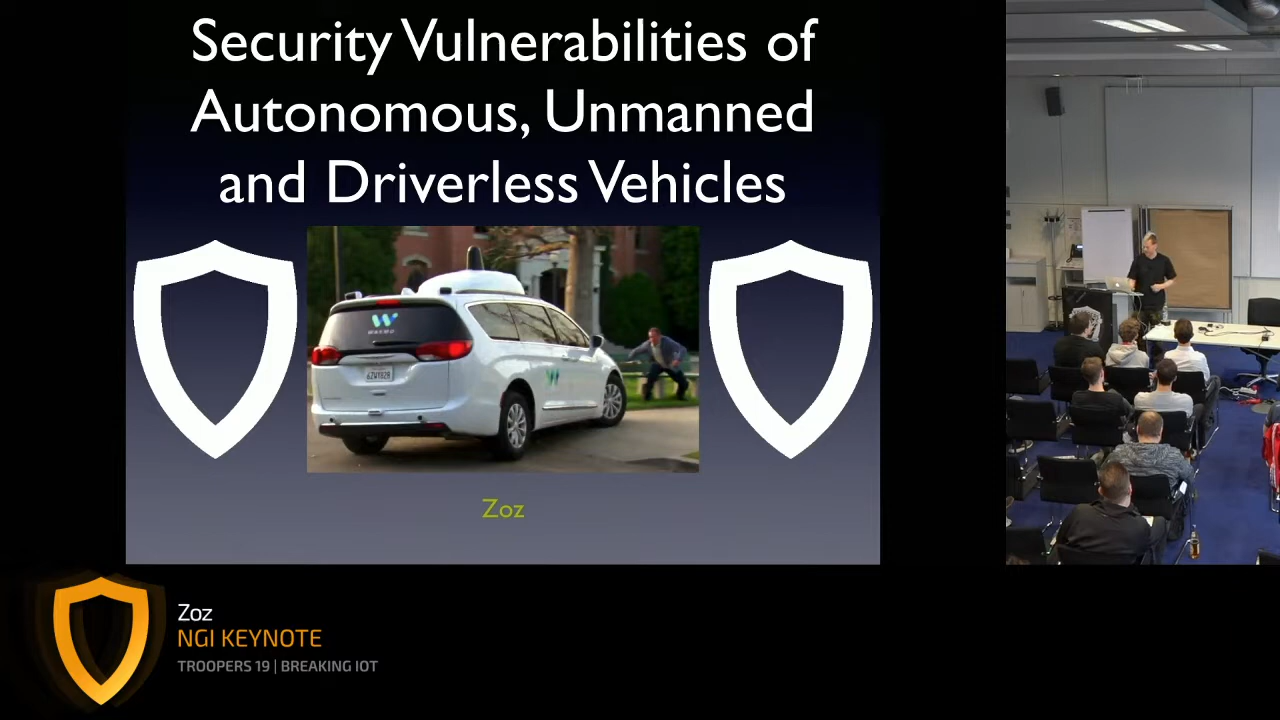 Security Vulnerabilities of
Autonomous, Unmanned
and Driverless Vehicles
Zoz
Zoz
NGI KEYNOTE
TROOPERS 19 | BREAKING IOT